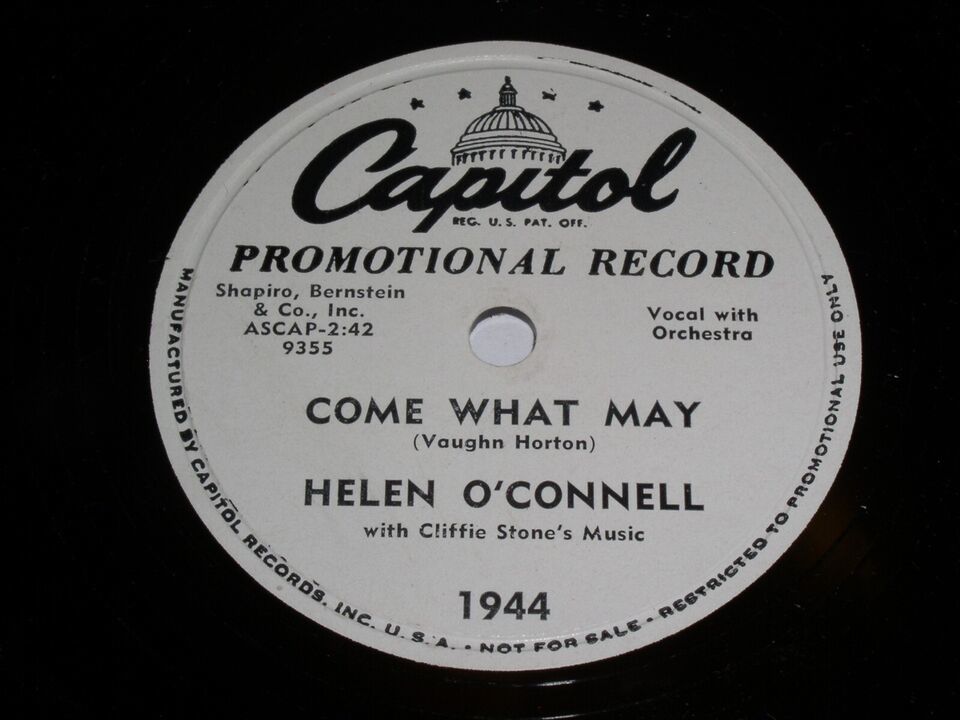 Capitol
REG. U.S. PAT. OFF.
PROMOTIONAL RECORD
Shapiro, Bernstein
& Co., Inc.
ASCAP-2:42
9355
Vocal with
Orchestra
COME WHAT MAY
(Vaughn Horton)
HELEN O'CONNELL
with Cliffie Stone's Music
1944
MANUFACTURED BY CAPITOL RECORDS, INC. U.S.A. • NOT FOR SALE • RESTRICTED TO PROMOTIONAL USE ONLY